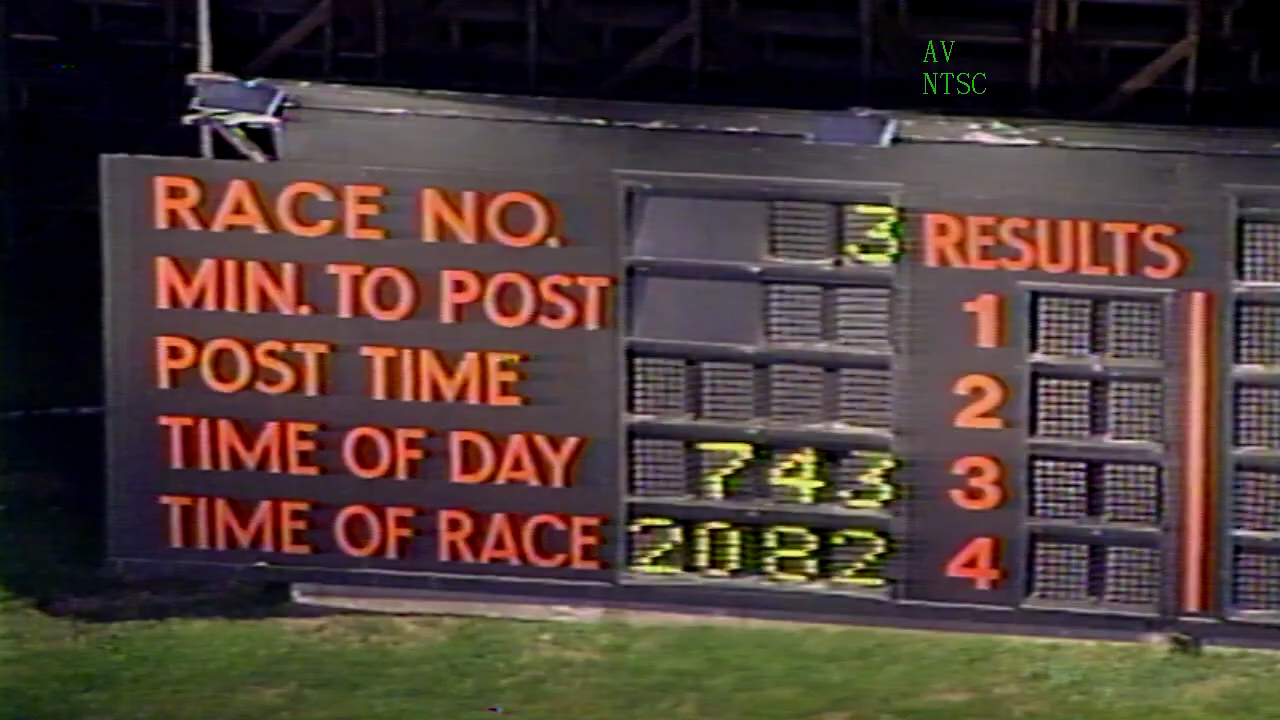 AV
NTSC
RACE NO. 3
MIN. TO POST
POST TIME
TIME OF DAY 743
TIME OF RACE 2082
RESULTS
1
2
3
4